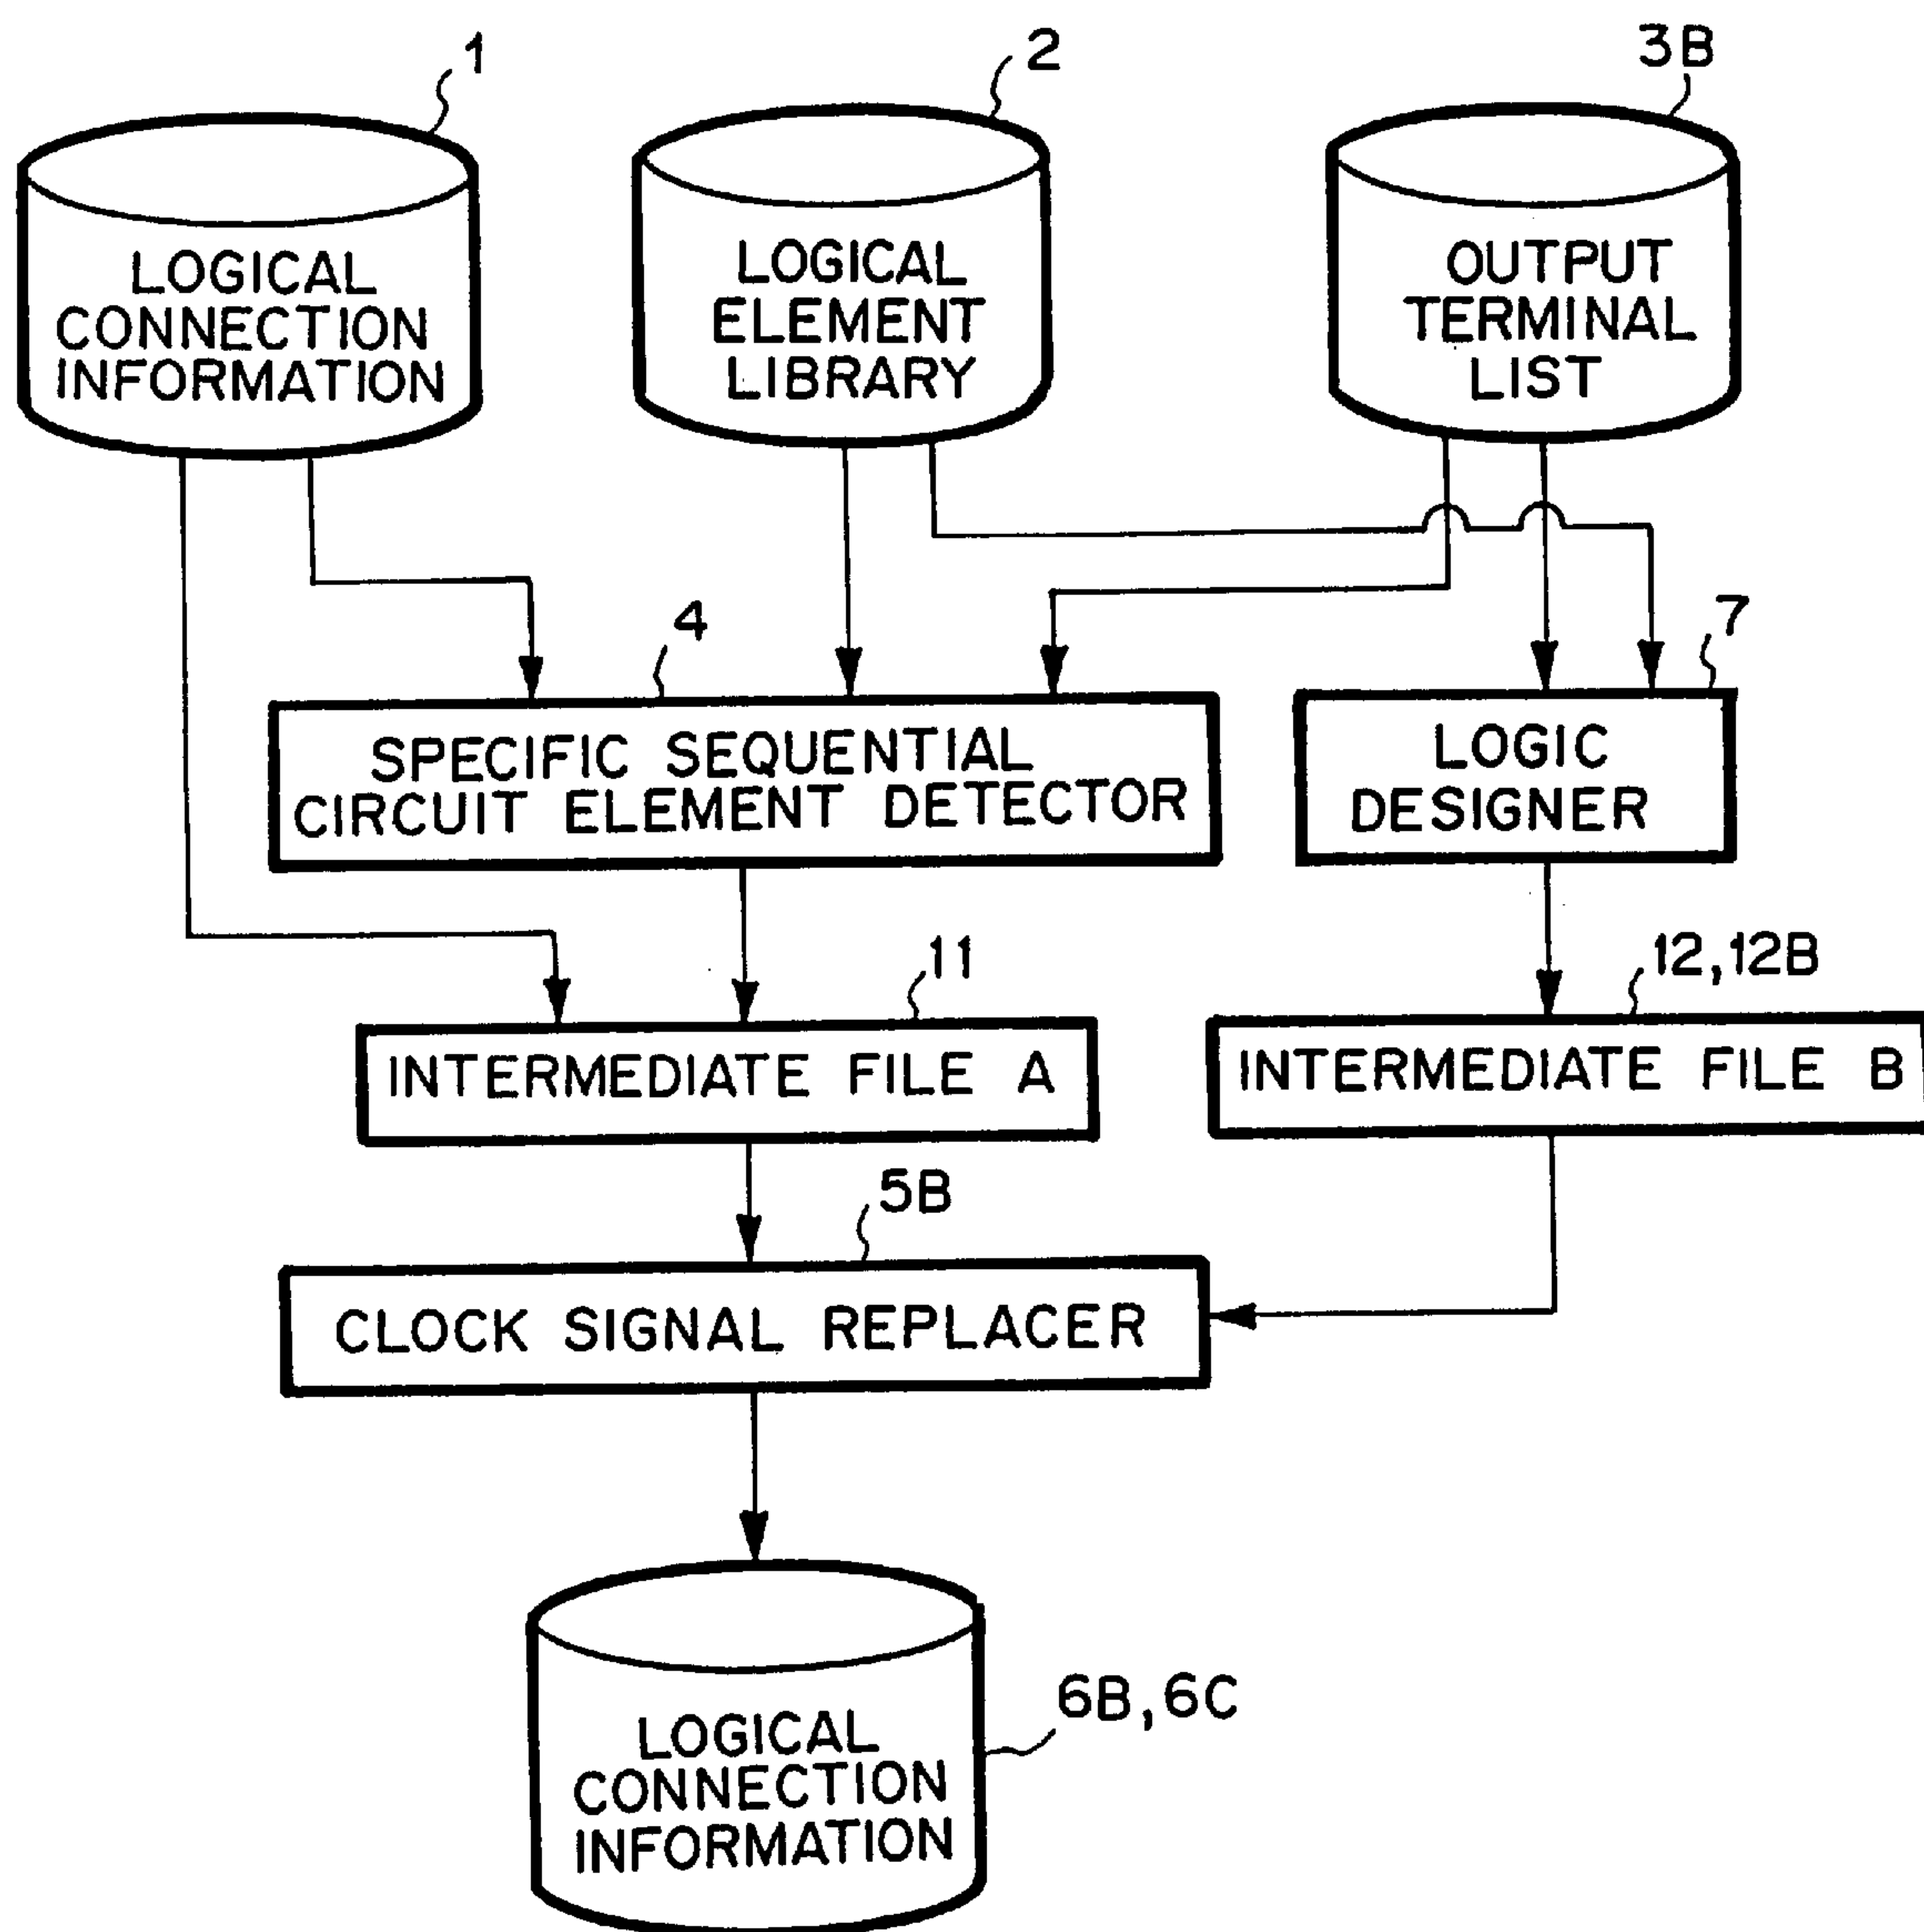 1
2
3B
LOGICAL
CONNECTION
INFORMATION
LOGICAL
ELEMENT
LIBRARY
OUTPUT
TERMINAL
LIST
4
7
SPECIFIC SEQUENTIAL
CIRCUIT ELEMENT DETECTOR
LOGIC
DESIGNER
11
12,12B
INTERMEDIATE FILE A
INTERMEDIATE FILE B
5B
CLOCK SIGNAL REPLACER
6B,6C
LOGICAL
CONNECTION
INFORMATION